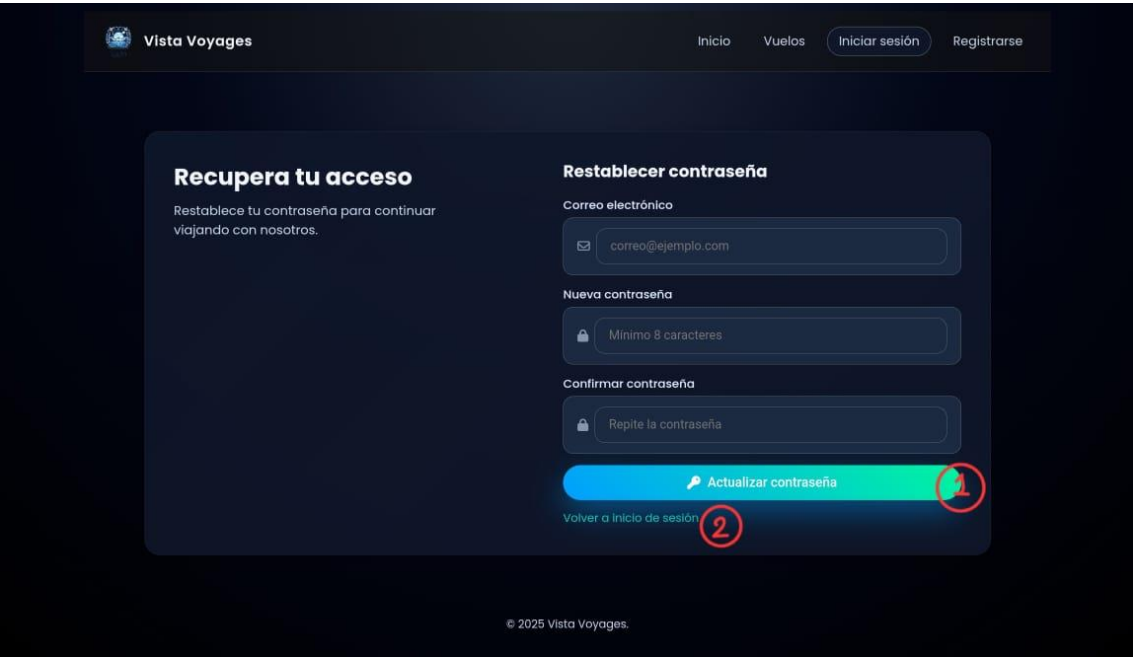 Vista Voyages
Inicio
Vuelos
Iniciar sesión
Registrarse
Recupera tu acceso
Restablece tu contraseña para continuar
viajando con nosotros.
Restablecer contraseña
Correo electrónico
correo@ejemplo.com
Nueva contraseña
Mínimo 8 caracteres
Confirmar contraseña
Repite la contraseña
Actualizar contraseña
1
Volver a inicio de sesión
2
© 2025 Vista Voyages.